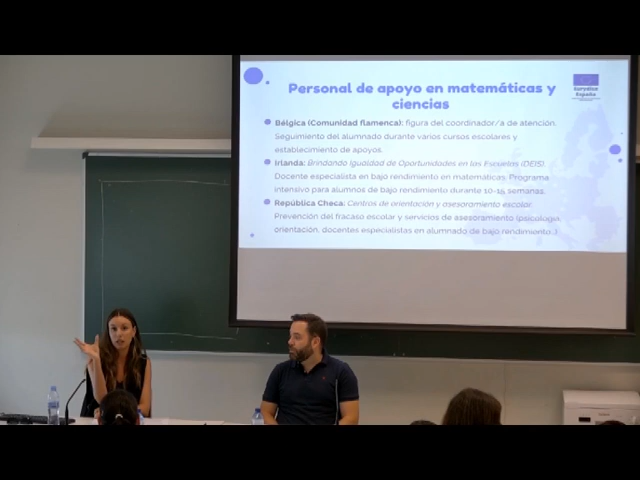 Personal de apoyo en matemáticas y
ciencias
Eurydice
España
Bélgica (Comunidad flamenca): figura del coordinador/a de atención.
Seguimiento del alumnado durante varios cursos escolares y
establecimiento de apoyos.
Irlanda: Brindando Igualdad de Oportunidades en las Escuelas (DEIS).
Docente especialista en bajo rendimiento en matemáticas. Programa
intensivo para alumnos de bajo rendimiento durante 10-15 semanas.
República Checa: Centros de orientación y asesoramiento escolar.
Prevención del fracaso escolar y servicios de asesoramiento (psicología,
orientación, docentes especialistas en alumnado de bajo rendimiento...)